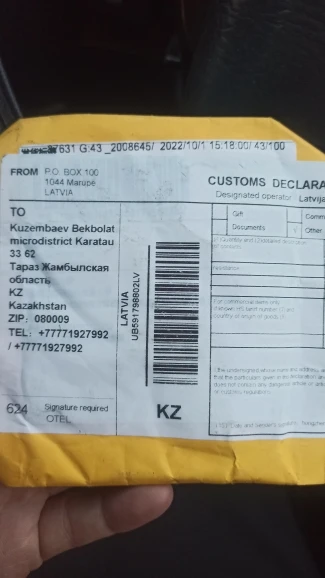 7631 G.43 _2008645/ 2022/10/1 15:18:00/ 43/100
FROM P.O. BOX 100
1044 Marupe
LATVIA
CUSTOMS DECLARA
Designated operator Latvija
TO
Kuzembaev Bekbolat
microdistrict Karatau
33 62
Тараз Жамбылская
область
KZ
Kazakhstan
ZIP: 080009
TEL: +77771927992
/ +77771927992
LATVIA
UB591798802LV
Gift
Comm
Documents
Other
KZ
624 Signature required
OTEL